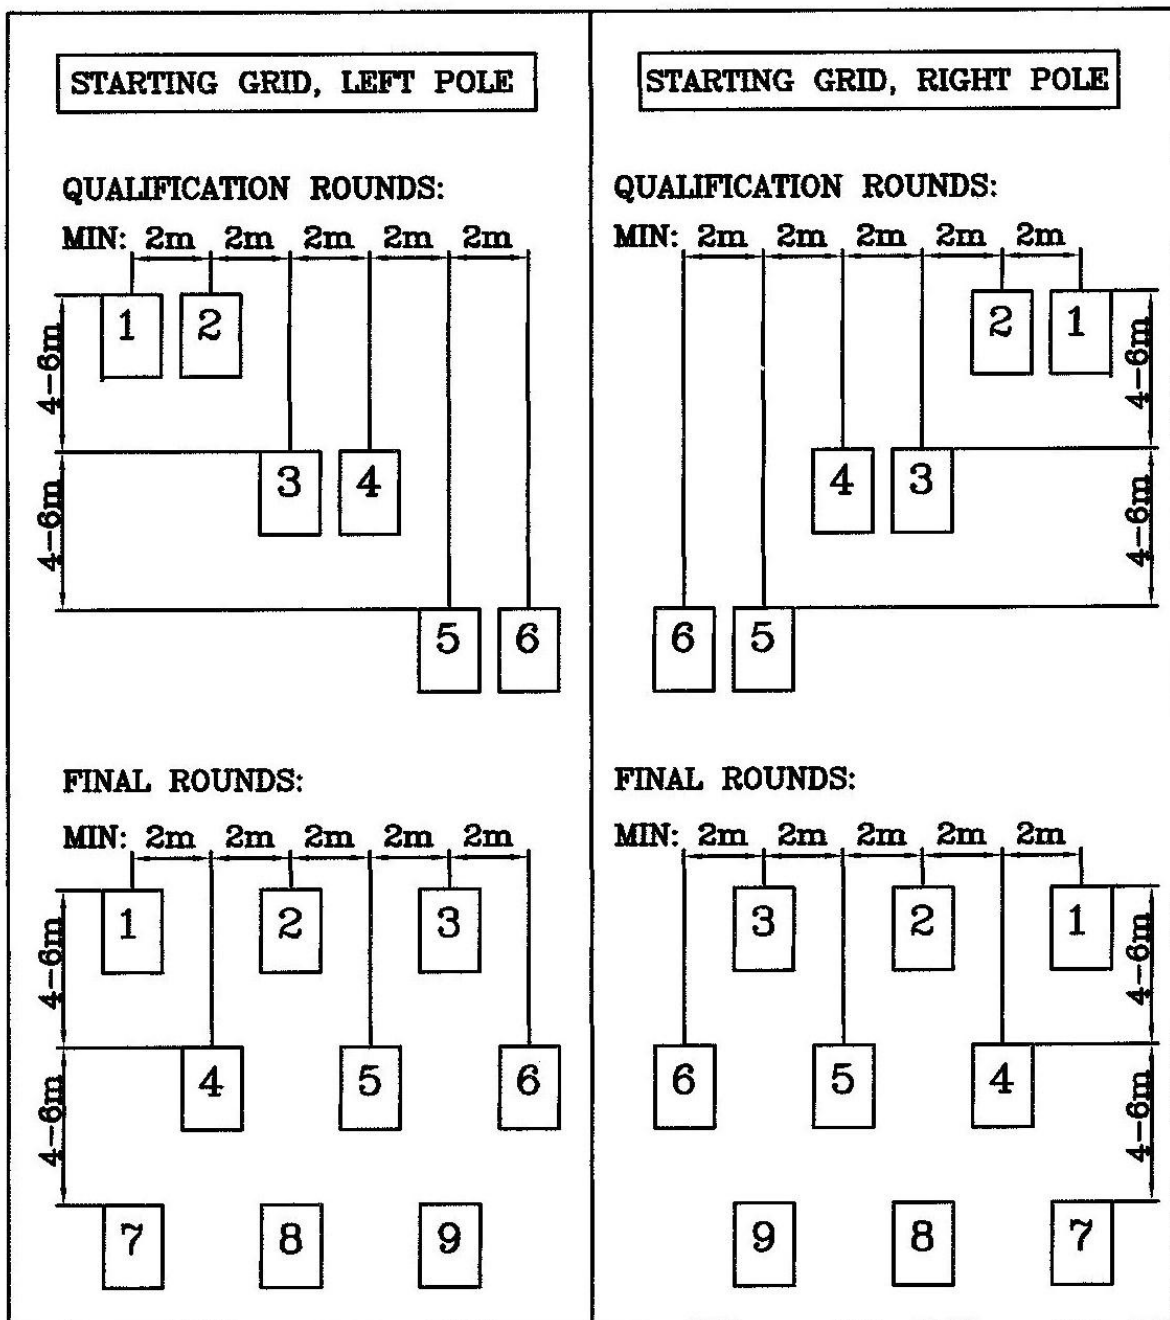 STARTING GRID, LEFT POLE
QUALIFICATION ROUNDS:
MIN: 2m 2m 2m 2m 2m
1 2
4-6m
3 4
4-6m
5 6
FINAL ROUNDS:
MIN: 2m 2m 2m 2m 2m
1 2 3
4-6m
4 5 6
4-6m
7 8 9
STARTING GRID, RIGHT POLE
QUALIFICATION ROUNDS:
MIN: 2m 2m 2m 2m 2m
2 1
4-6m
4 3
4-6m
6 5
FINAL ROUNDS:
MIN: 2m 2m 2m 2m 2m
3 2 1
4-6m
6 5 4
4-6m
9 8 7